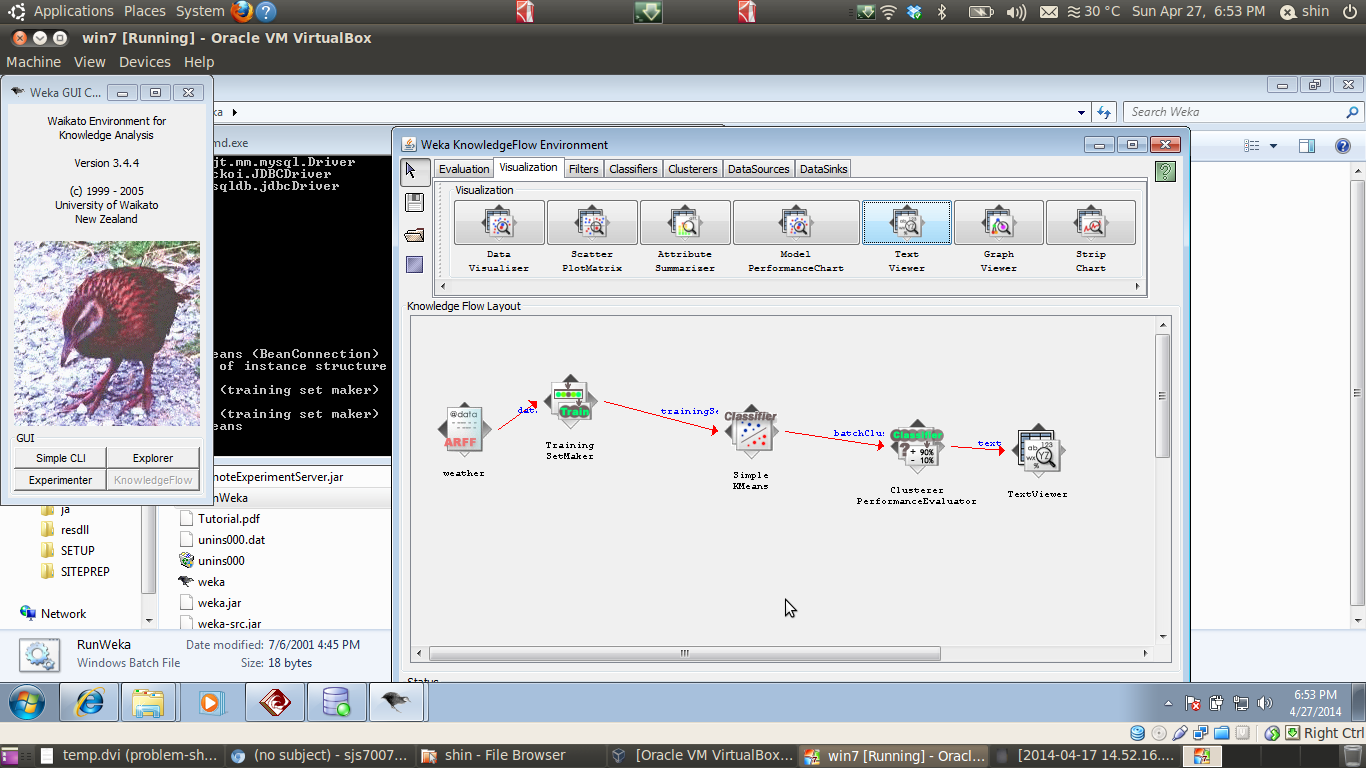 Applications Places System
30 °C Sun Apr 27, 6:53 PM shin
win7 [Running] - Oracle VM VirtualBox
Machine View Devices Help
Weka GUI C...
Waikato Environment for
Knowledge Analysis
Version 3.4.4
(c) 1999 - 2005
University of Waikato
New Zealand
GUI
Simple CLI Explorer
Experimenter KnowledgeFlow
ka
Search Weka
md.exe
jt.mm.mysql.Driver
ckoi.JDBCDriver
sqldb.jdbcDriver
eans (BeanConnection)
of instance structure
(training set maker)
(training set maker)
eans
Weka KnowledgeFlow Environment
Evaluation Visualization Filters Classifiers Clusterers DataSources DataSinks
Visualization
Data
Visualizer
Scatter
PlotMatrix
Attribute
Summarizer
Model
PerformanceChart
Text
Viewer
Graph
Viewer
Strip
Chart
Knowledge Flow Layout
@data
ARFF
weather
dat
Train
Training
SetMaker
trainingSe
Classifier
Simple
KMeans
batchClus
Classifier
? + 90%
- 10%
Clusterer
PerformanceEvaluator
text
ab 123
wx YZ
%
TextViewer
Status
moteExperimentServer.jar
unWeka
Tutorial.pdf
unins000.dat
unins000
weka
weka.jar
weka-src.jar
ja
resdll
SETUP
SITEPREP
Network
RunWeka Date modified: 7/6/2001 4:45 PM
Windows Batch File Size: 18 bytes
6:53 PM
4/27/2014
Right Ctrl
temp.dvi (problem-sh... (no subject) - sjs7007... shin - File Browser [Oracle VM VirtualBox... win7 [Running] - Oracl... [2014-04-17 14.52.16....